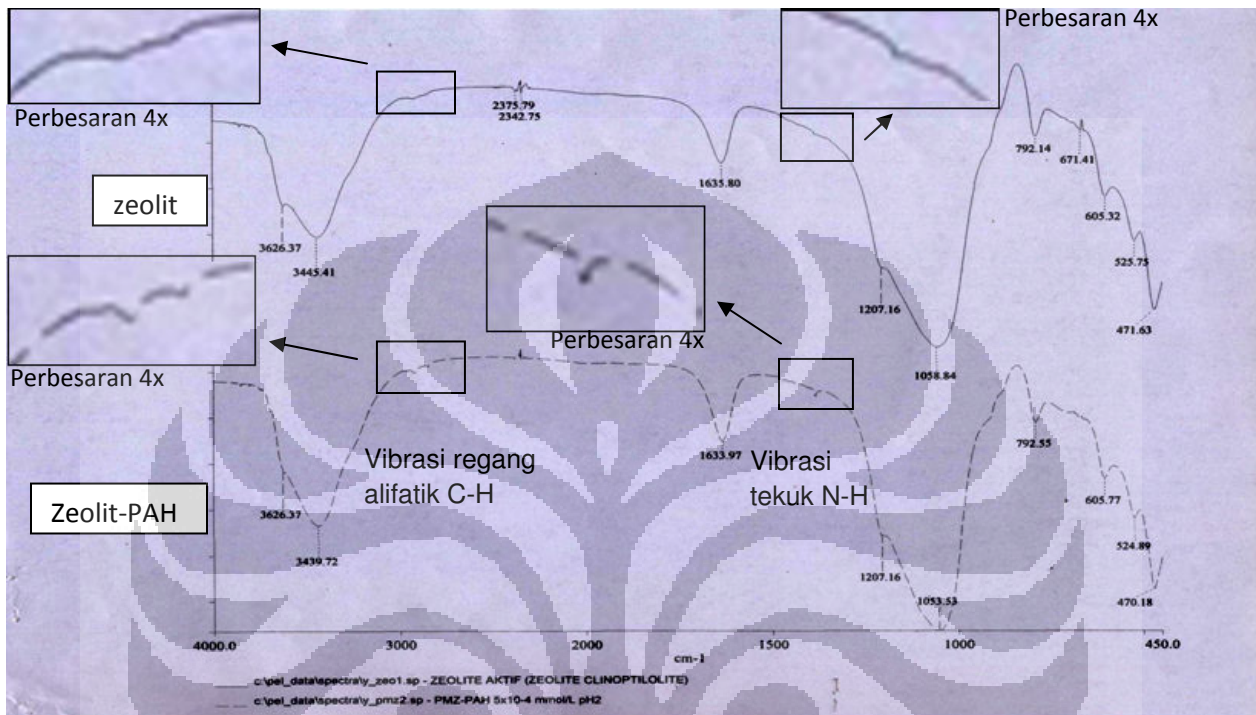 Perbesaran 4x
Perbesaran 4x
2375.79
2342.75
792.14
671.41
1635.80
zeolit
605.32
3626.37
3445.41
525.75
1207.16
471.63
Perbesaran 4x
Perbesaran 4x
1058.84
Vibrasi regang
alifatik C-H
1633.97
Vibrasi
tekuk N-H
792.55
Zeolit-PAH
3626.37
605.77
3439.72
524.89
1207.16
1053.53
470.18
4000.0
3000
2000
1500
1000
450.0
cm-1
c:\pel_data\spectra\y_zeo1.sp - ZEOLITE AKTIF (ZEOLITE CLINOPTILOLITE)
c:\pel_data\spectra\y_pmz2.sp - PMZ-PAH 5x10-4 mmol/L pH2